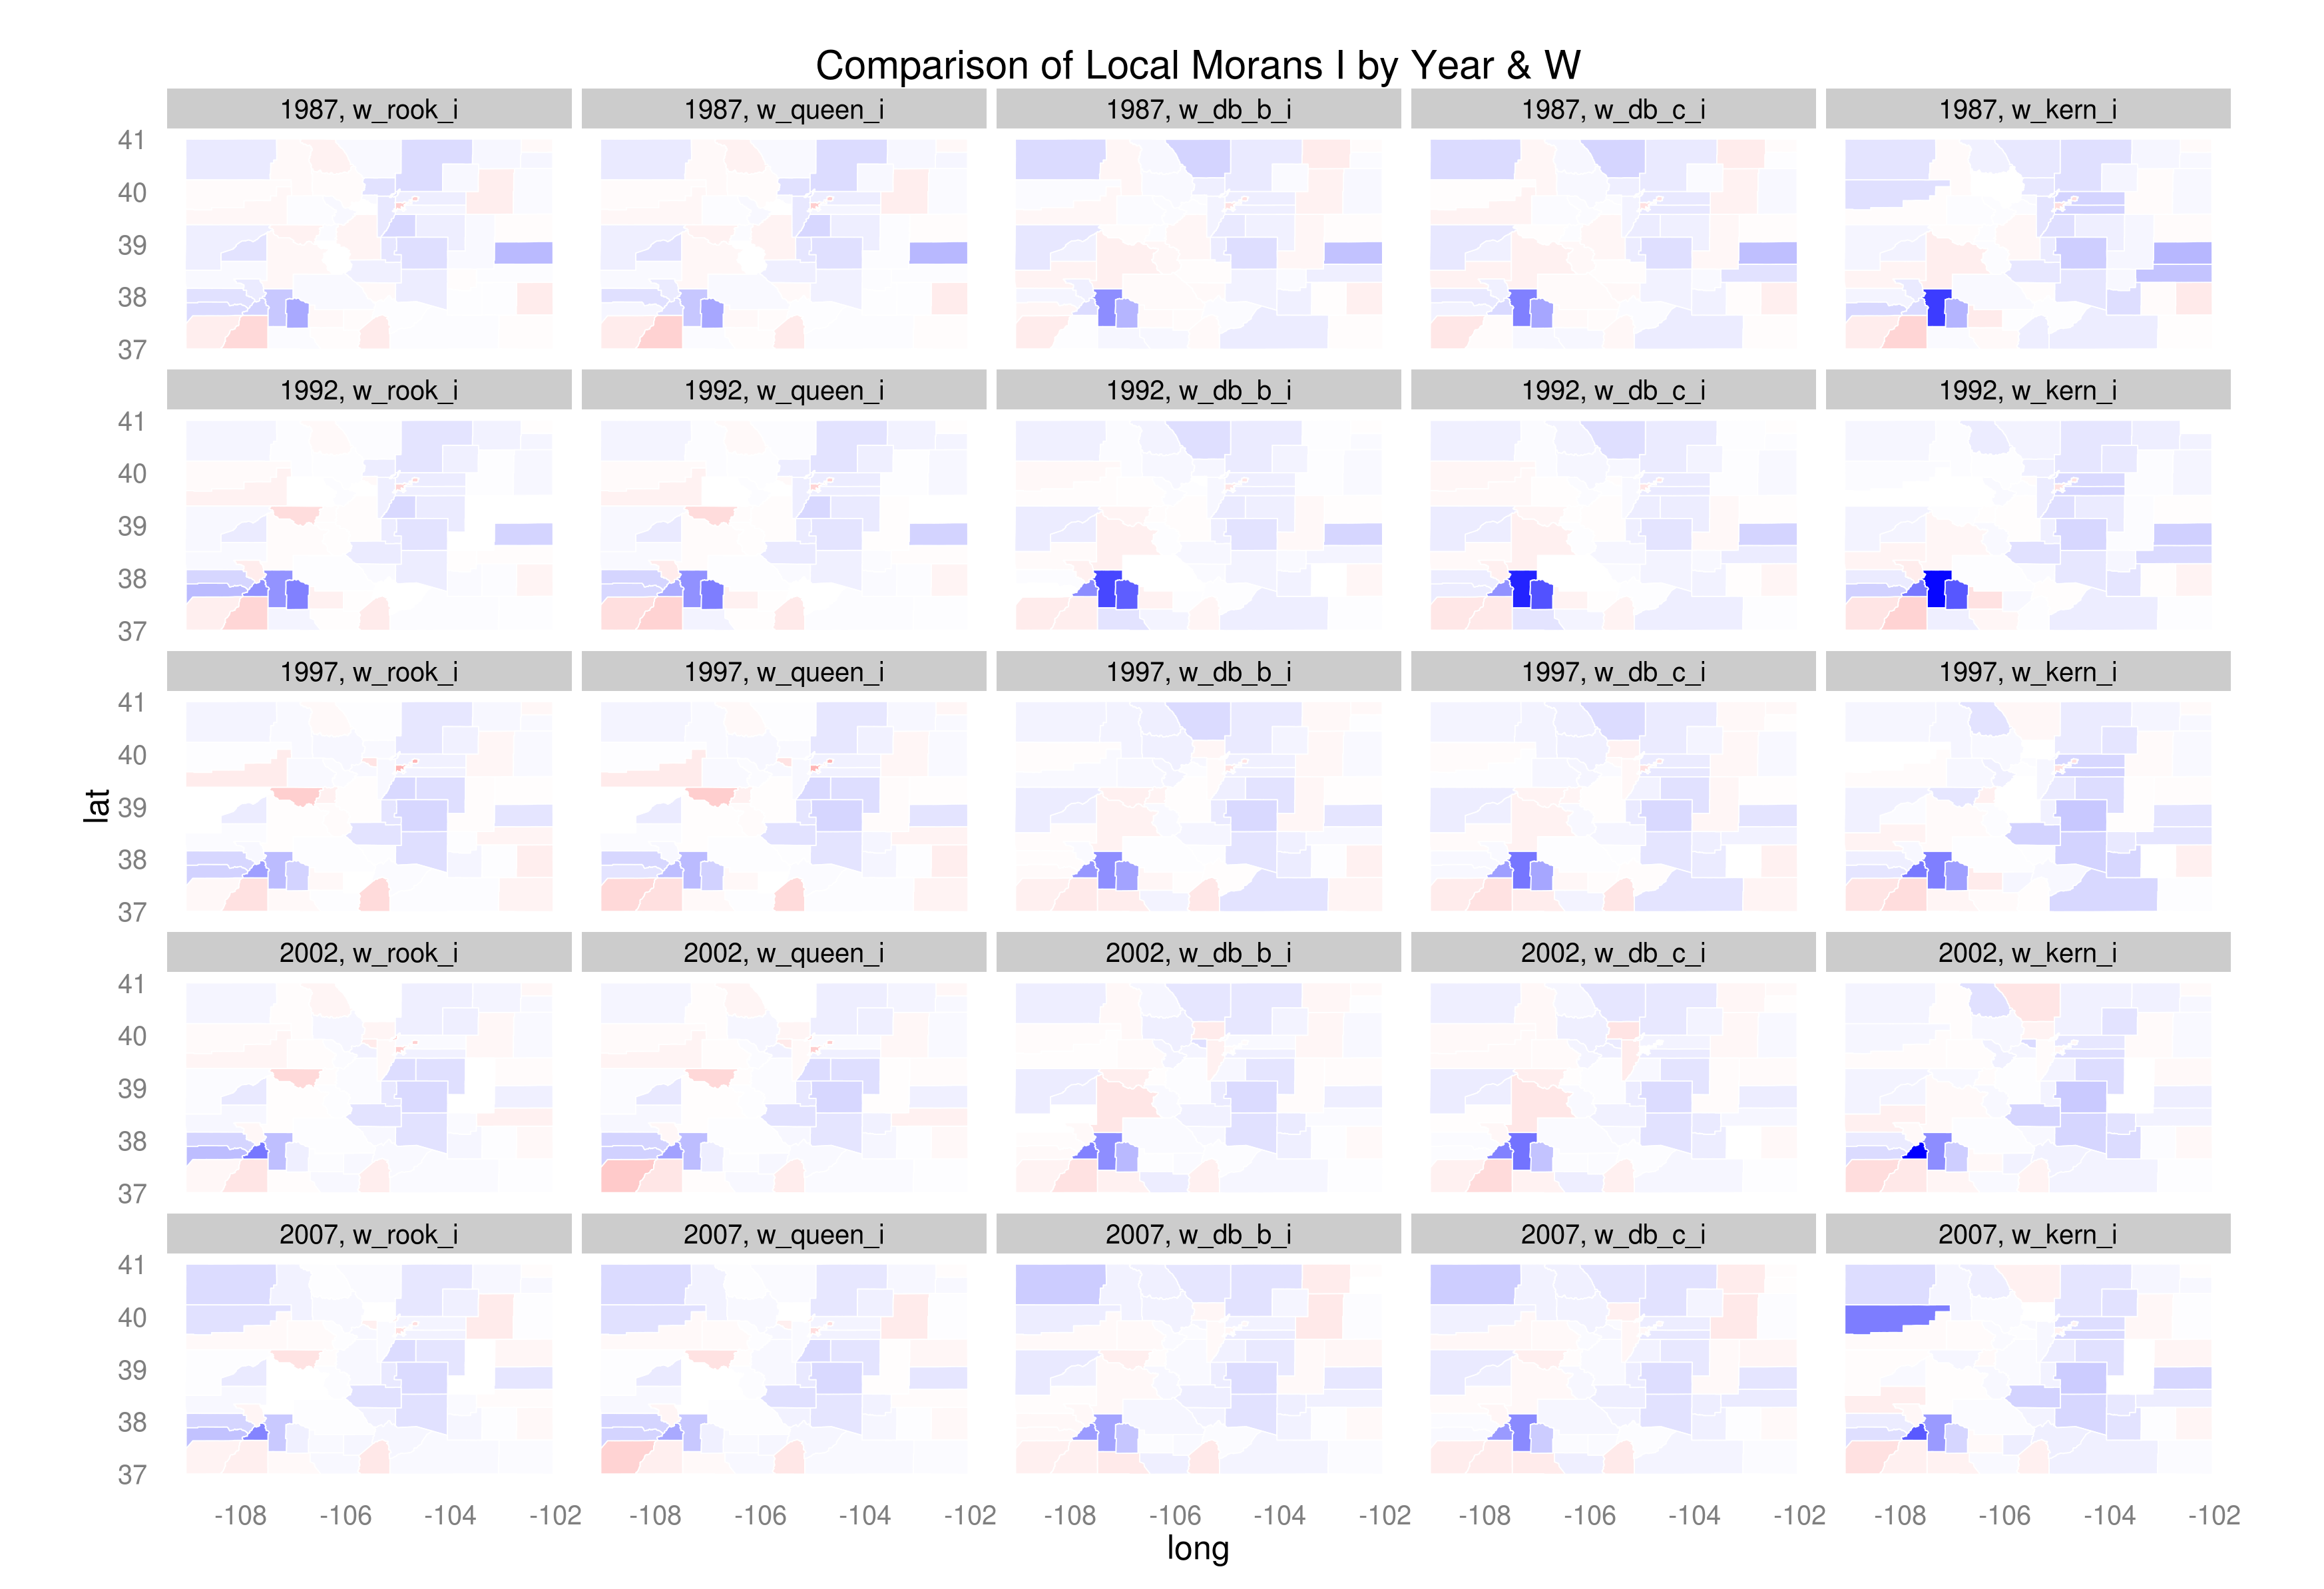 Comparison of Local Morans I by Year & W
1987, w_rook_i 1987, w_queen_i 1987, w_db_b_i 1987, w_db_c_i 1987, w_kern_i
41
40
39
38
37
1992, w_rook_i 1992, w_queen_i 1992, w_db_b_i 1992, w_db_c_i 1992, w_kern_i
41
40
39
38
37
1997, w_rook_i 1997, w_queen_i 1997, w_db_b_i 1997, w_db_c_i 1997, w_kern_i
41
40
lat
39
38
37
2002, w_rook_i 2002, w_queen_i 2002, w_db_b_i 2002, w_db_c_i 2002, w_kern_i
41
40
39
38
37
2007, w_rook_i 2007, w_queen_i 2007, w_db_b_i 2007, w_db_c_i 2007, w_kern_i
41
40
39
38
37
-108 -106 -104 -102 -108 -106 -104 -102 -108 -106 -104 -102 -108 -106 -104 -102 -108 -106 -104 -102
long